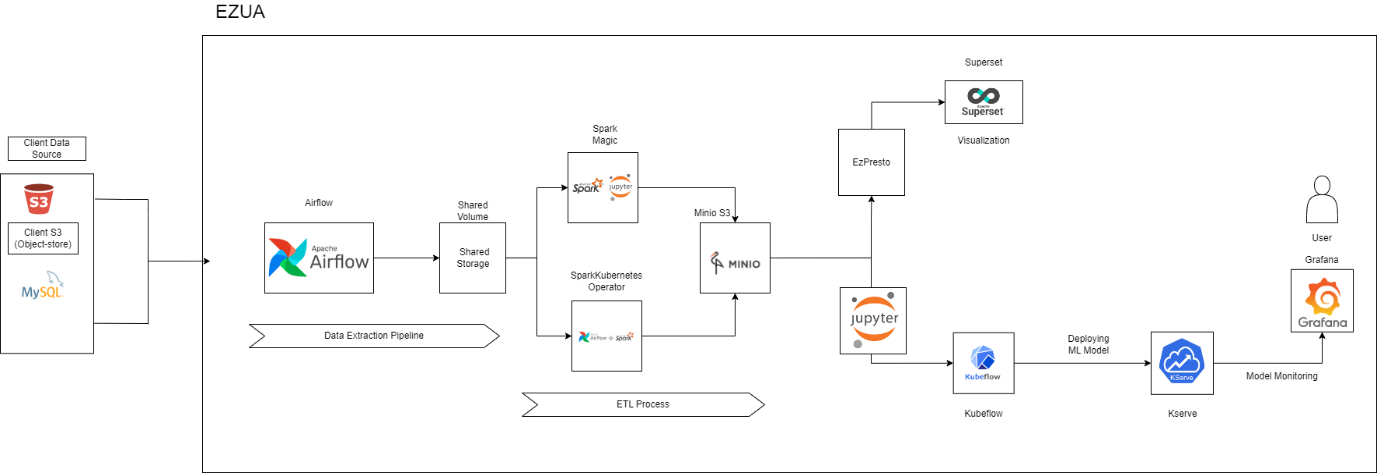 EZUA
Client Data
Source
S3
Client S3
(Object-store)
MySQL
Airflow
Apache
Airflow
Data Extraction Pipeline
Shared
Volume
Shared
Storage
Spark
Magic
Spark
jupyter
SparkKubernetes
Operator
Airflow + Spark
ETL Process
Minio S3
MINIO
EzPresto
Superset
Superset
Visualization
jupyter
Kubeflow
Kubeflow
Deploying
ML Model
KServe
Kserve
Model Monitoring
User
Grafana
Grafana